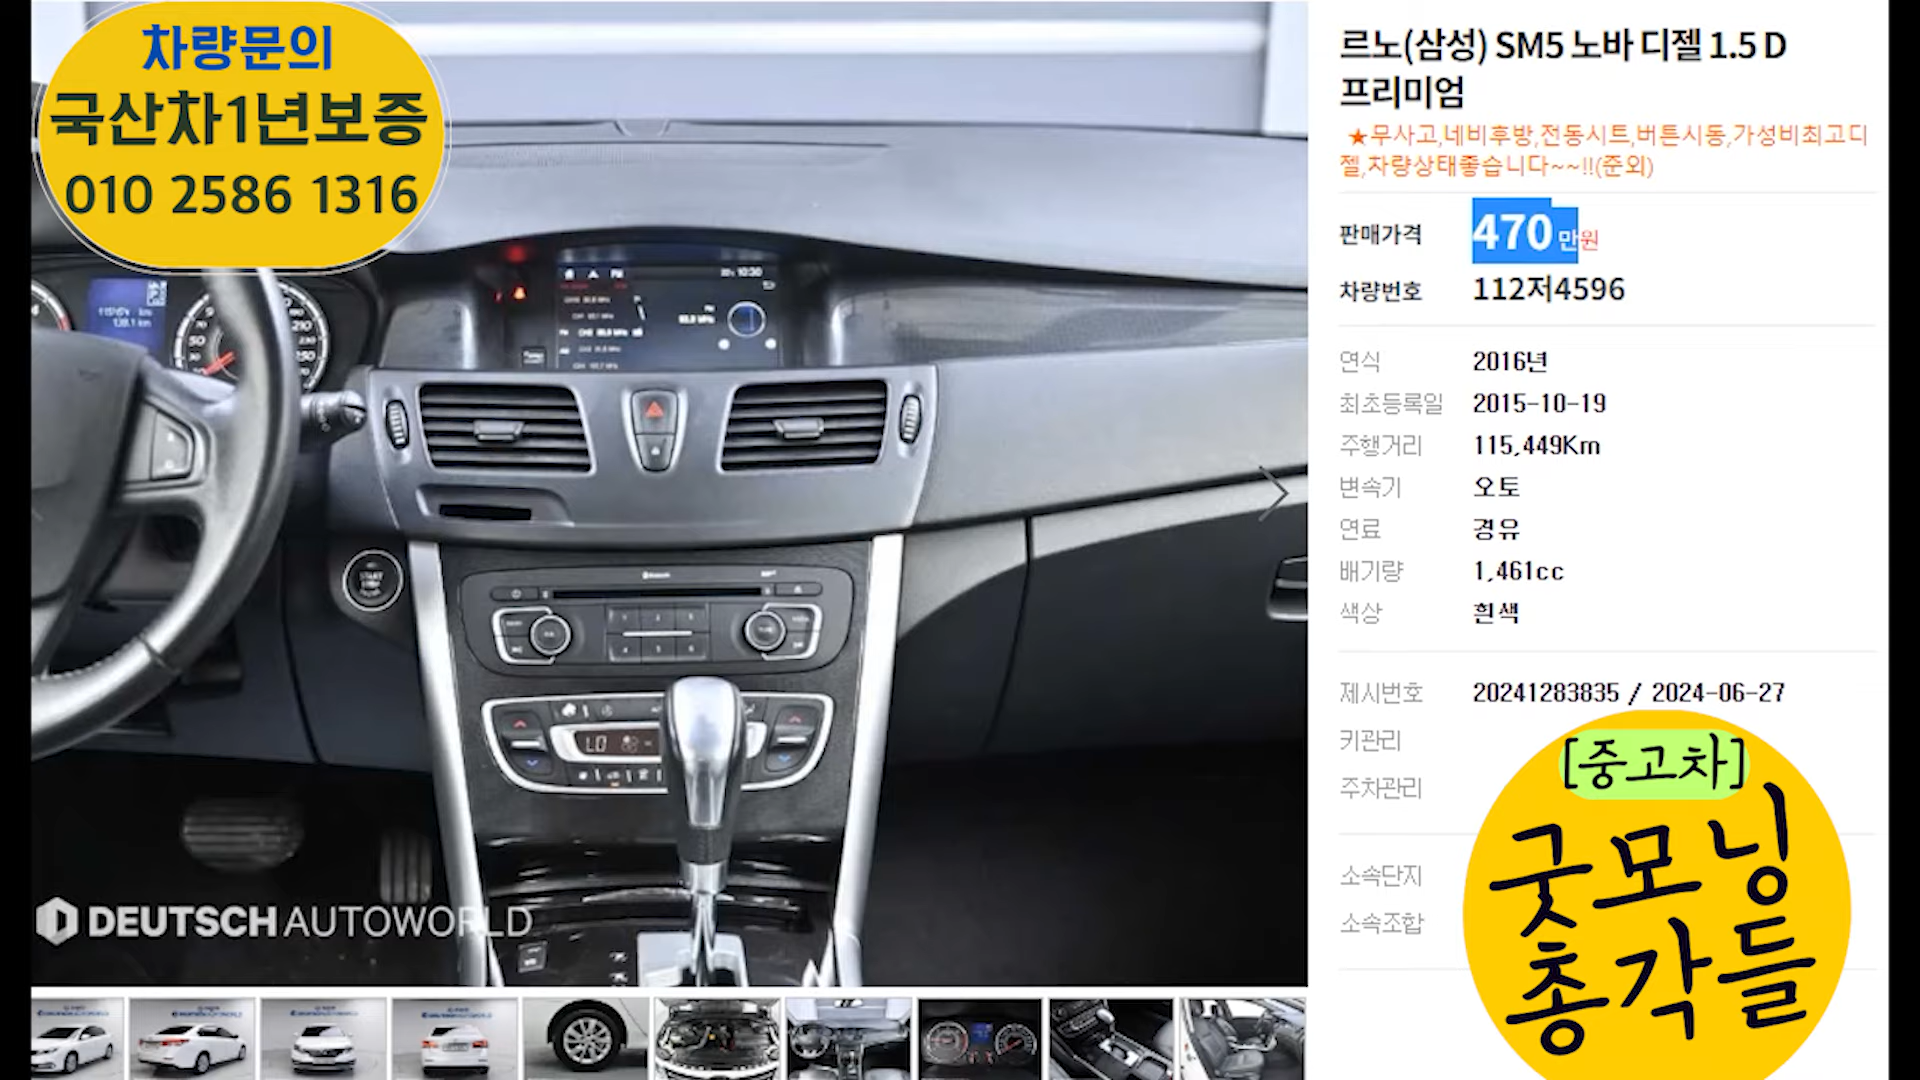 차량문의
국산차1년보증
010 2586 1316
르노(삼성) SM5 노바 디젤 1.5 D
프리미엄
★무사고,네비후방,전동시트,버튼시동,가성비최고디
젤,차량상태좋습니다~~!!(준외)
판매가격 470 만원
차량번호 112저4596
연식 2016년
최초등록일 2015-10-19
주행거리 115,449Km
변속기 오토
연료 경유
배기량 1,461cc
색상 흰색
제시번호 20241283835 / 2024-06-27
키관리
주차관리
소속단지
소속조합
[중고차]
굿모닝
총각들
10:30
START
LO
DEUTSCH AUTOWORLD